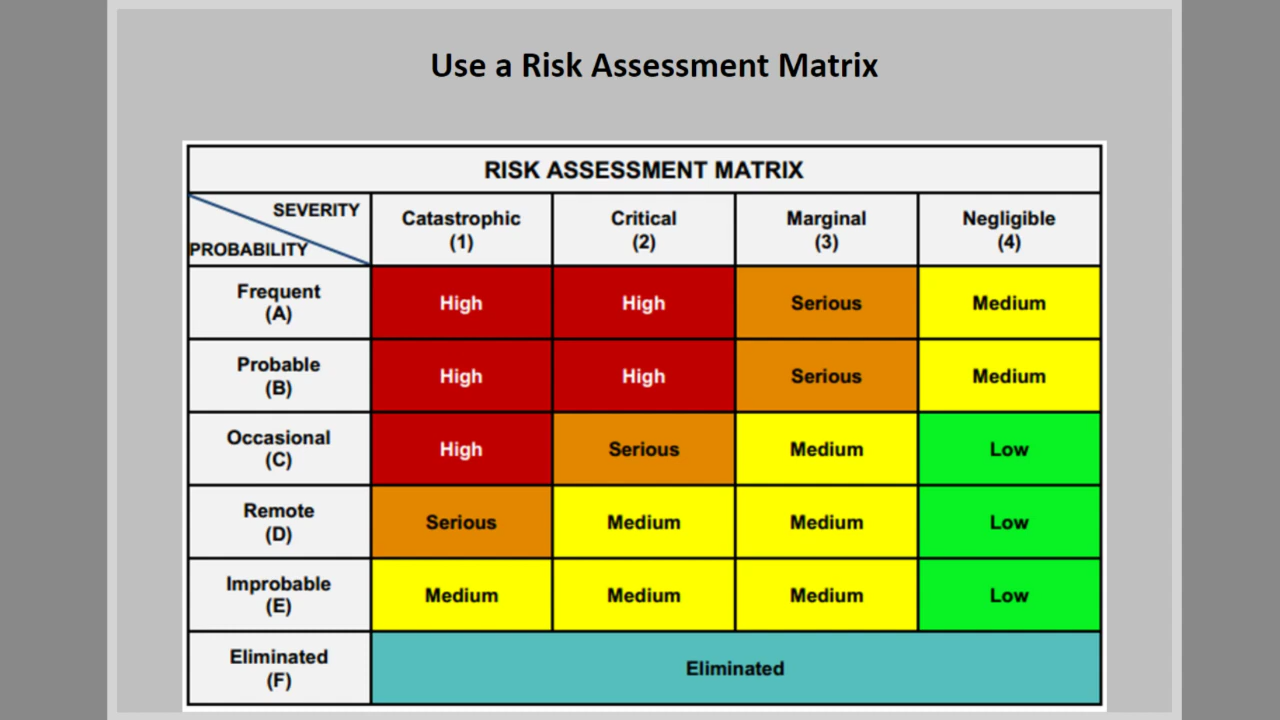 Use a Risk Assessment Matrix
RISK ASSESSMENT MATRIX
SEVERITY
PROBABILITY
Catastrophic
(1)
Critical
(2)
Marginal
(3)
Negligible
(4)
Frequent
(A)
High
High
Serious
Medium
Probable
(B)
High
High
Serious
Medium
Occasional
(C)
High
Serious
Medium
Low
Remote
(D)
Serious
Medium
Medium
Low
Improbable
(E)
Medium
Medium
Medium
Low
Eliminated
(F)
Eliminated